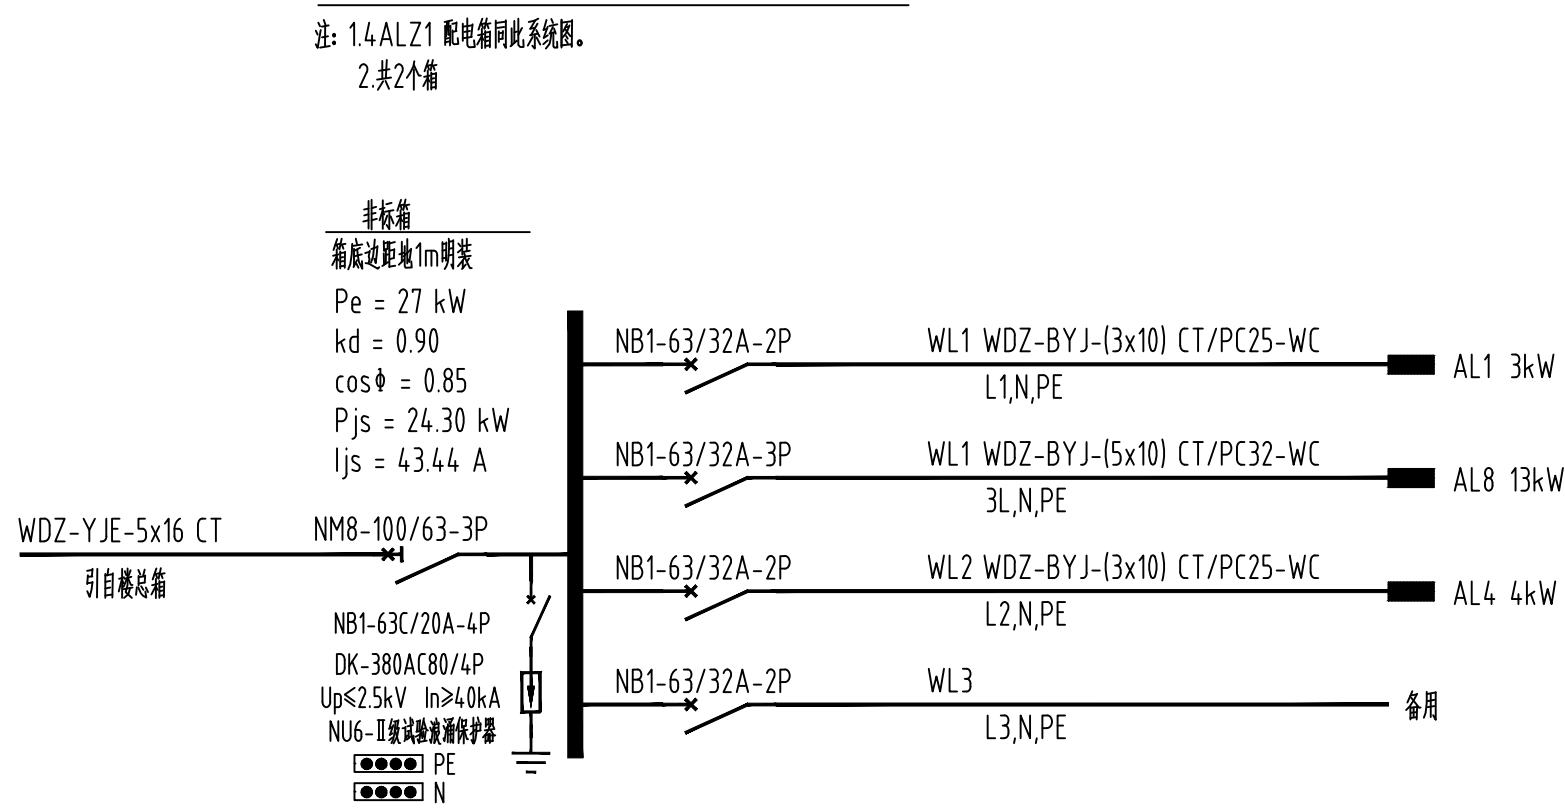 注: 1.4ALZ1 配电箱同此系统图。
2.共2个箱
非标箱
箱底边距地1m明装
Pe = 27 kW
kd = 0.90
cosΦ = 0.85
Pjs = 24.30 kW
Ijs = 43.44 A
WDZ-YJE-5x16 CT
引自楼总箱
NM8-100/63-3P
NB1-63C/20A-4P
DK-380AC80/4P
Up≤2.5kV In≥40kA
NU6-Ⅱ级试验浪涌保护器
PE
N
NB1-63/32A-2P
WL1 WDZ-BYJ-(3x10) CT/PC25-WC
L1,N,PE
AL1 3kW
NB1-63/32A-3P
WL1 WDZ-BYJ-(5x10) CT/PC32-WC
3L,N,PE
AL8 13kW
NB1-63/32A-2P
WL2 WDZ-BYJ-(3x10) CT/PC25-WC
L2,N,PE
AL4 4kW
NB1-63/32A-2P
WL3
L3,N,PE
备用